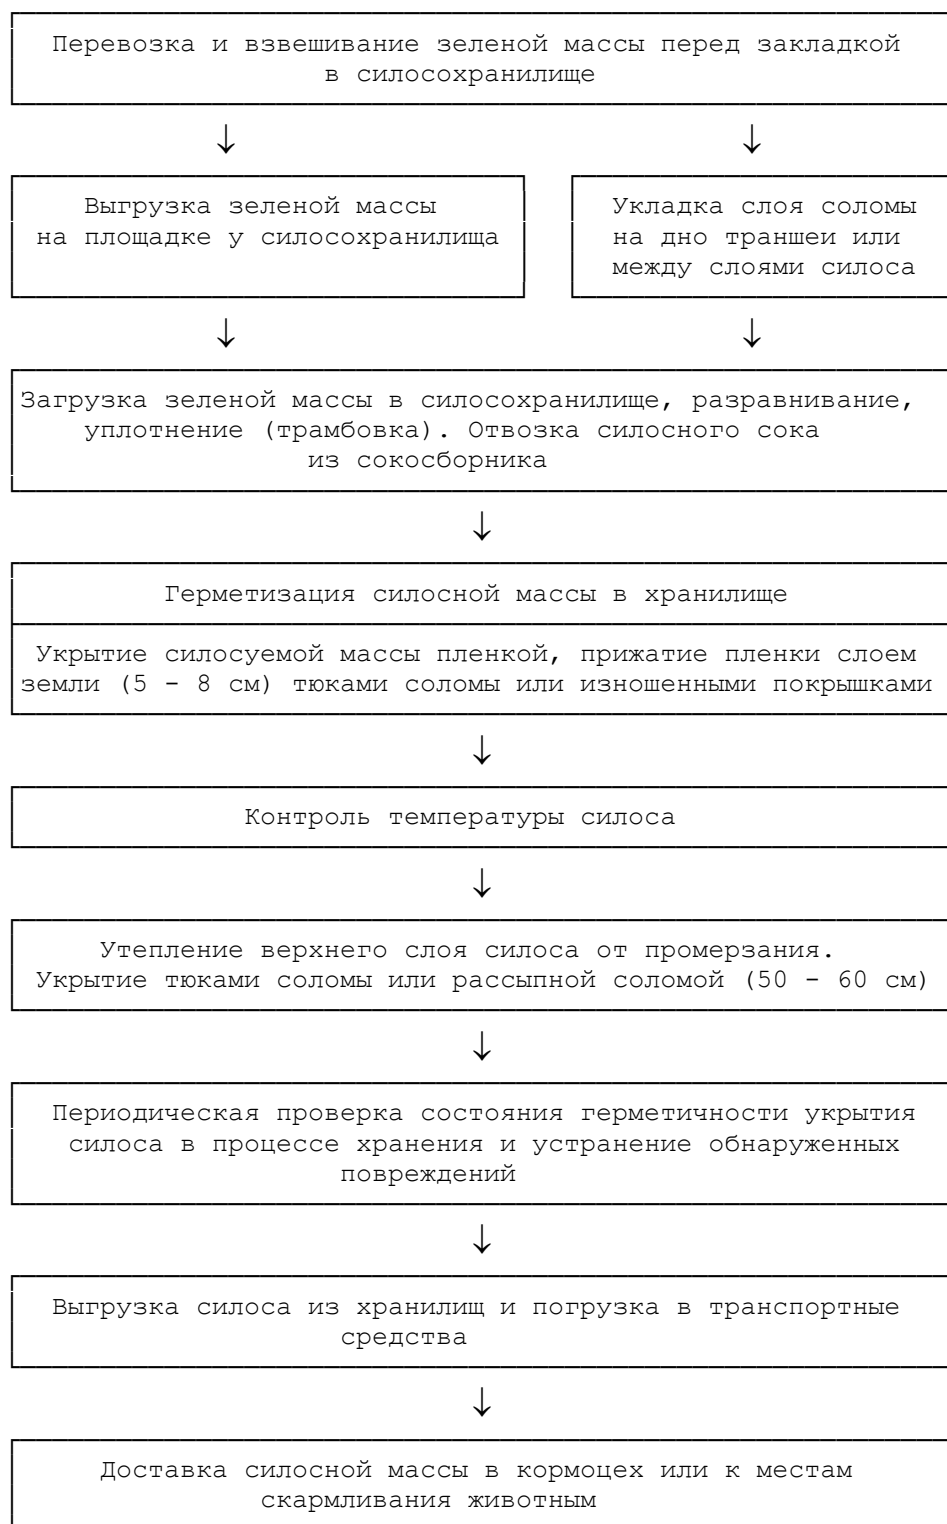 Перевозка и взвешивание зеленой массы перед закладкой
в силосохранилище
Выгрузка зеленой массы
на площадке у силосохранилища
Укладка слоя соломы
на дно траншеи или
между слоями силоса
Загрузка зеленой массы в силосохранилище, разравнивание,
уплотнение (трамбовка). Отвозка силосного сока
из сокосборника
Герметизация силосной массы в хранилище
Укрытие силосуемой массы пленкой, прижатие пленки слоем
земли (5 - 8 см) тюками соломы или изношенными покрышками
Контроль температуры силоса
Утепление верхнего слоя силоса от промерзания.
Укрытие тюками соломы или рассыпной соломой (50 - 60 см)
Периодическая проверка состояния герметичности укрытия
силоса в процессе хранения и устранение обнаруженных
повреждений
Выгрузка силоса из хранилищ и погрузка в транспортные
средства
Доставка силосной массы в кормоцех или к местам
скармливания животным